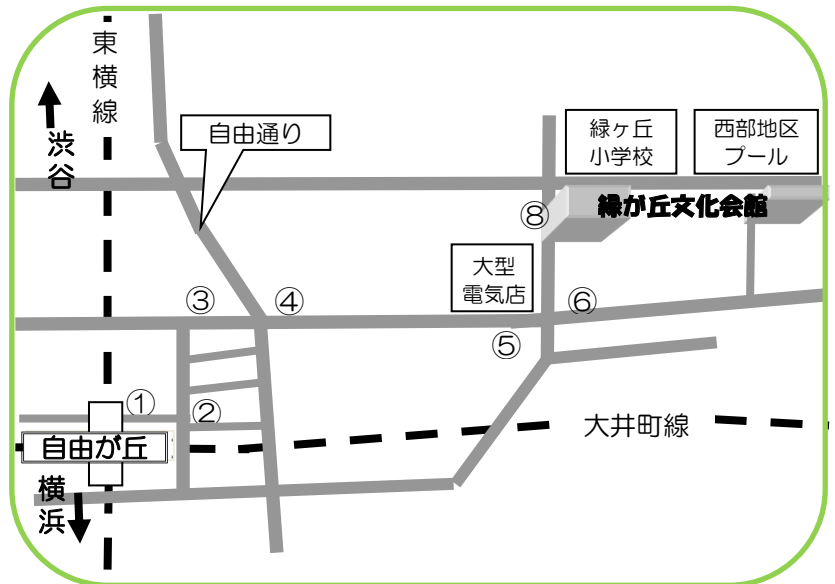 東横線
渋谷
自由通り
緑ヶ丘
小学校
西部地区
プール
緑が丘文化会館
⑧
大型
電気店
③
④
⑥
⑤
①
②
自由が丘
大井町線
横浜